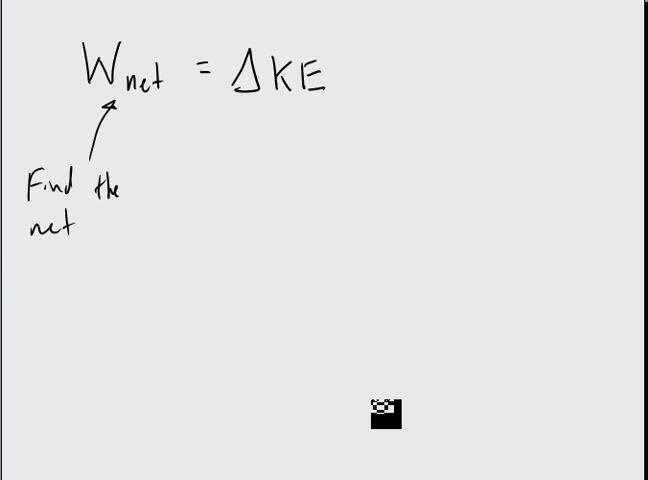 Wnet = ΔKE
Find the
net